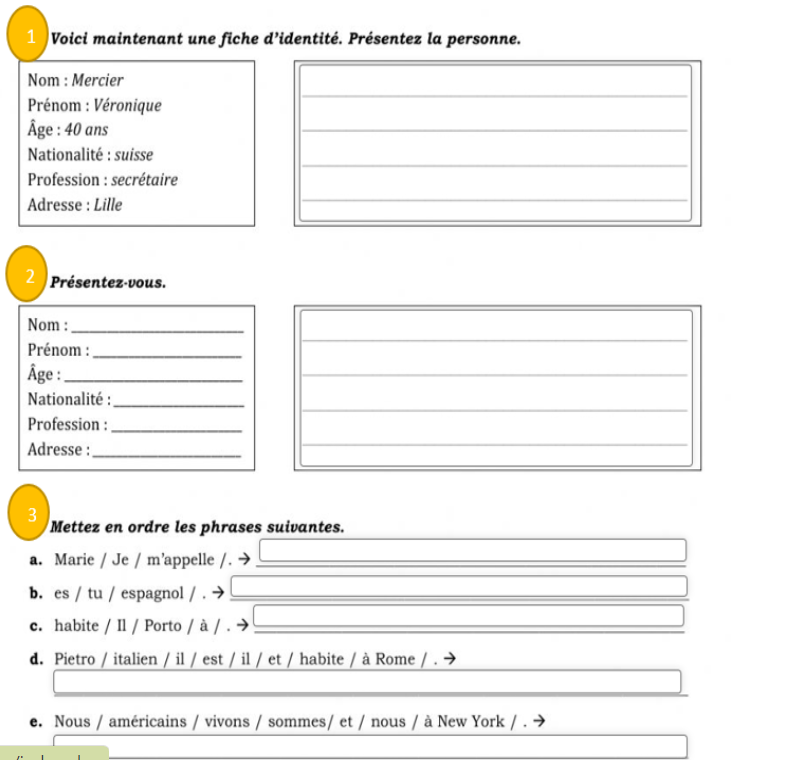 1 Voici maintenant une fiche d'identité. Présentez la personne.
Nom : Mercier
Prénom : Véronique
Âge : 40 ans
Nationalité : suisse
Profession : secrétaire
Adresse : Lille
2 Présentez-vous.
Nom :
Prénom :
Âge :
Nationalité :
Profession :
Adresse :
3 Mettez en ordre les phrases suivantes.
a. Marie / Je / m'appelle /. →
b. es / tu / espagnol / . →
c. habite / Il / Porto / à / . →
d. Pietro / italien / il / est / il / et / habite / à Rome / . →
e. Nous / américains / vivons / sommes/ et / nous / à New York / . →